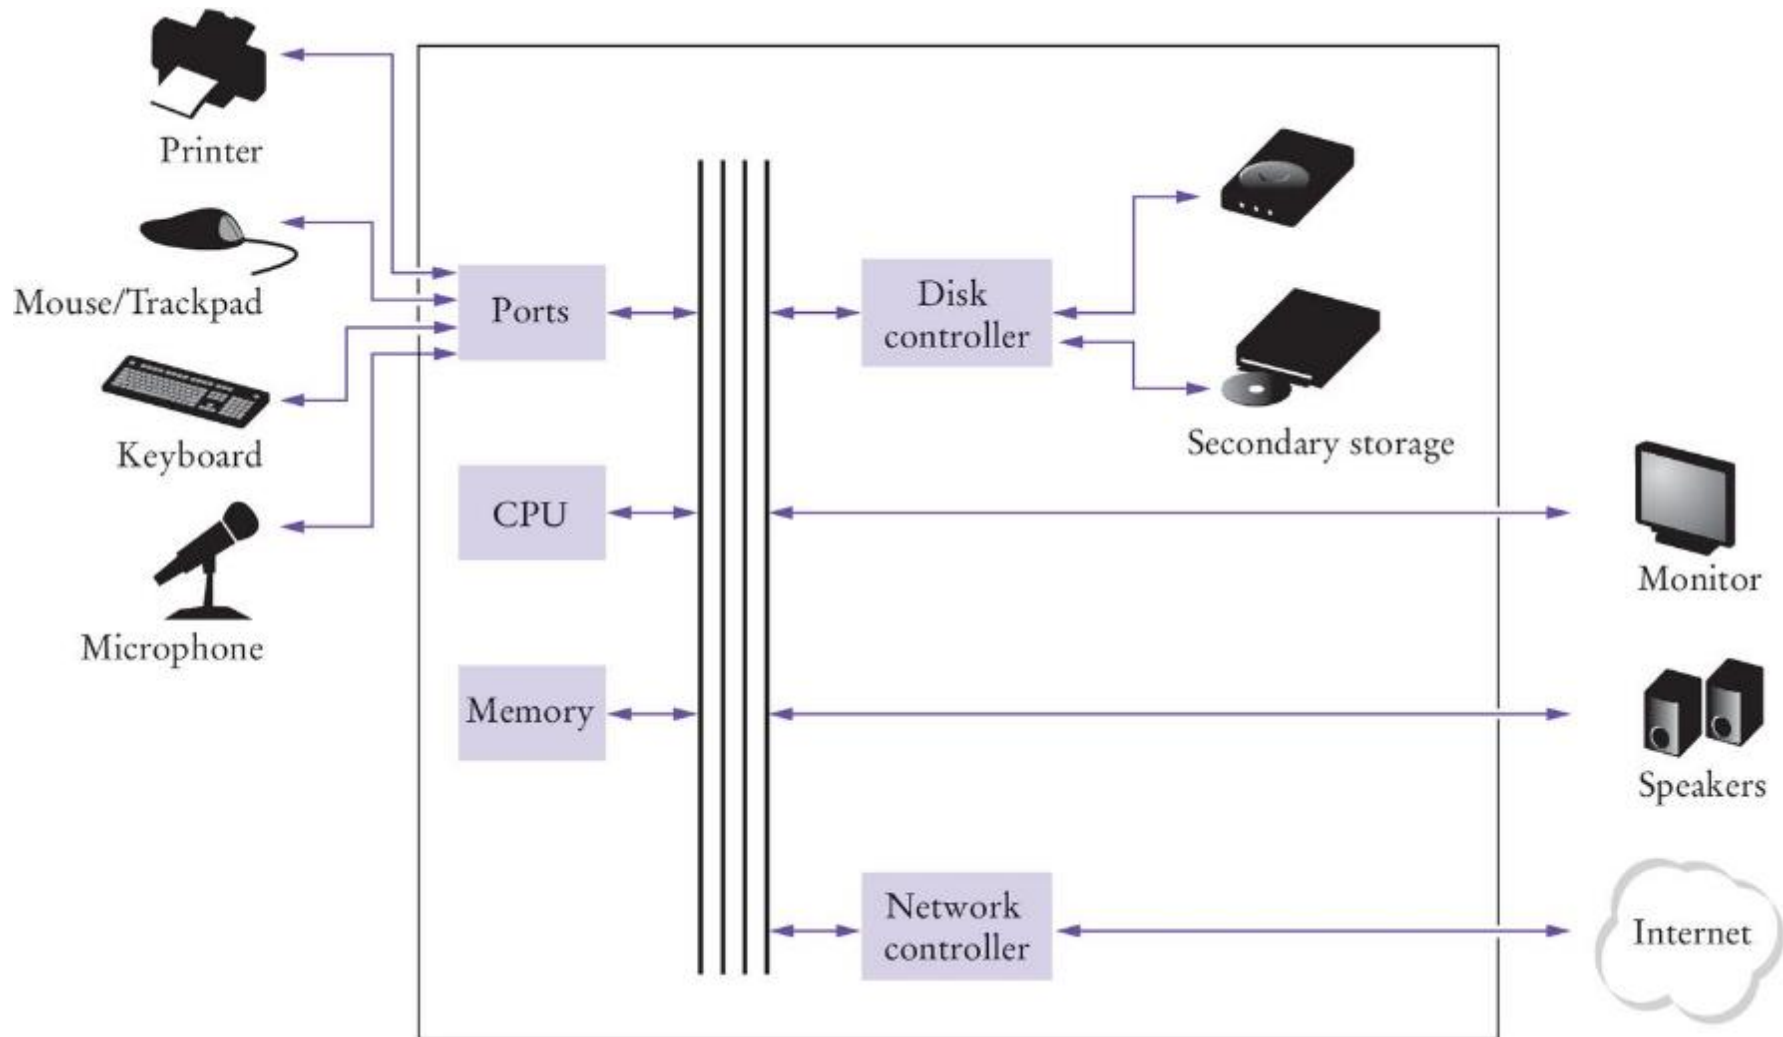 Printer
Mouse/Trackpad
Keyboard
Microphone
Ports
CPU
Memory
Disk
controller
Secondary storage
Network
controller
Monitor
Speakers
Internet